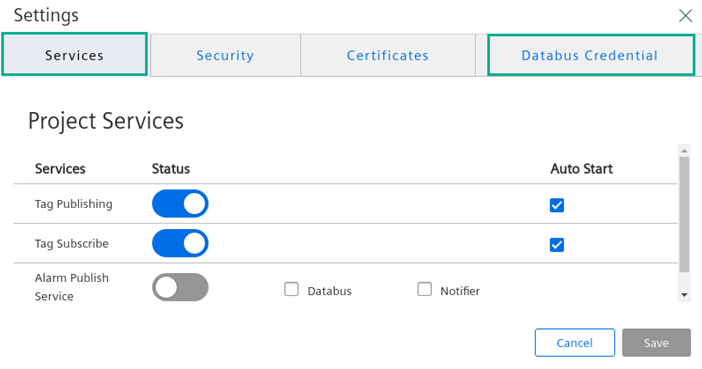 Settings
Services Security Certificates Databus Credential
Project Services
Services Status Auto Start
Tag Publishing
Tag Subscribe
Alarm Publish
Service Databus Notifier
Cancel Save